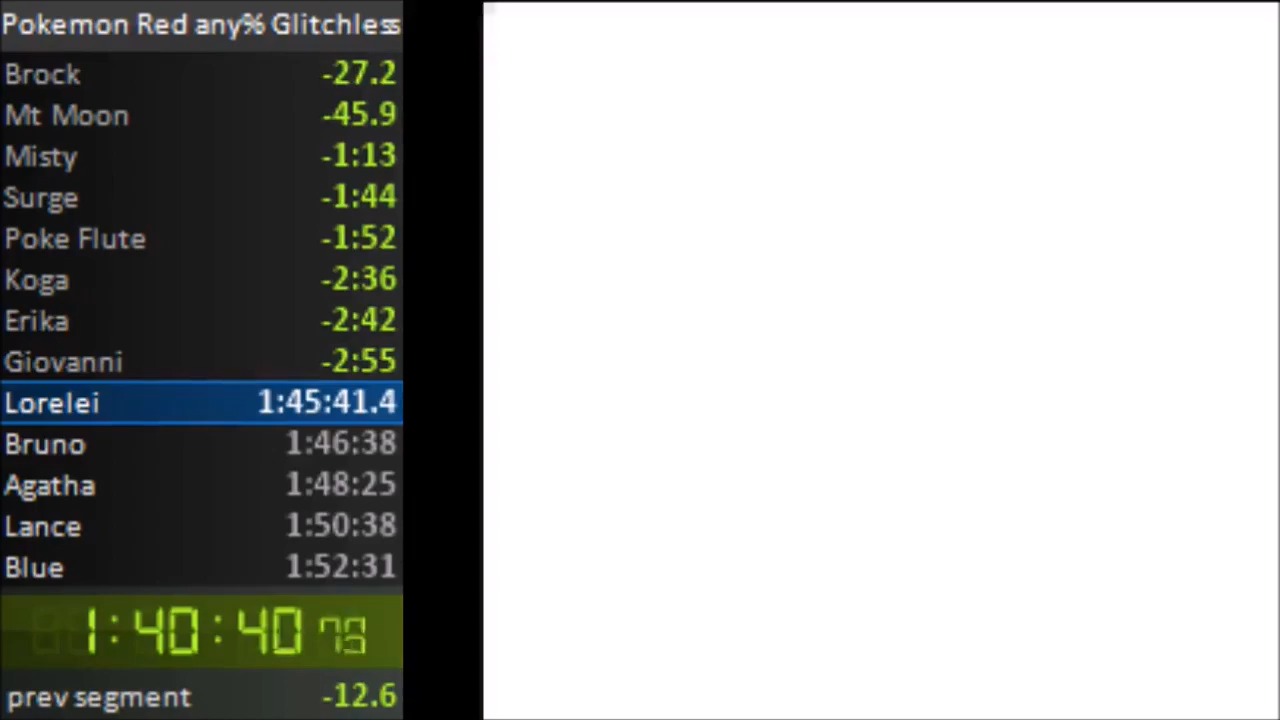 Pokemon Red any% Glitchless
Brock -27.2
Mt Moon -45.9
Misty -1:13
Surge -1:44
Poke Flute -1:52
Koga -2:36
Erika -2:42
Giovanni -2:55
Lorelei 1:45:41.4
Bruno 1:46:38
Agatha 1:48:25
Lance 1:50:38
Blue 1:52:31
1:40:40
prev segment -12.6